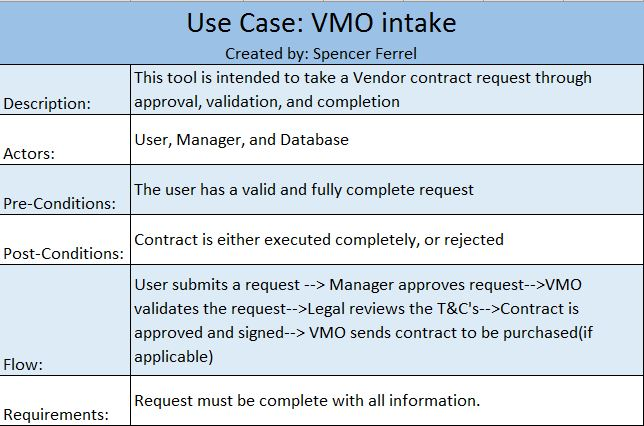 Use Case: VMO intake
Created by: Spencer Ferrel
Description:
This tool is intended to take a Vendor contract request through
approval, validation, and completion
Actors:
User, Manager, and Database
Pre-Conditions:
The user has a valid and fully complete request
Post-Conditions:
Contract is either executed completely, or rejected
Flow:
User submits a request --> Manager approves request-->VMO
validates the request-->Legal reviews the T&C's-->Contract is
approved and signed--> VMO sends contract to be purchased(if
applicable)
Requirements:
Request must be complete with all information.